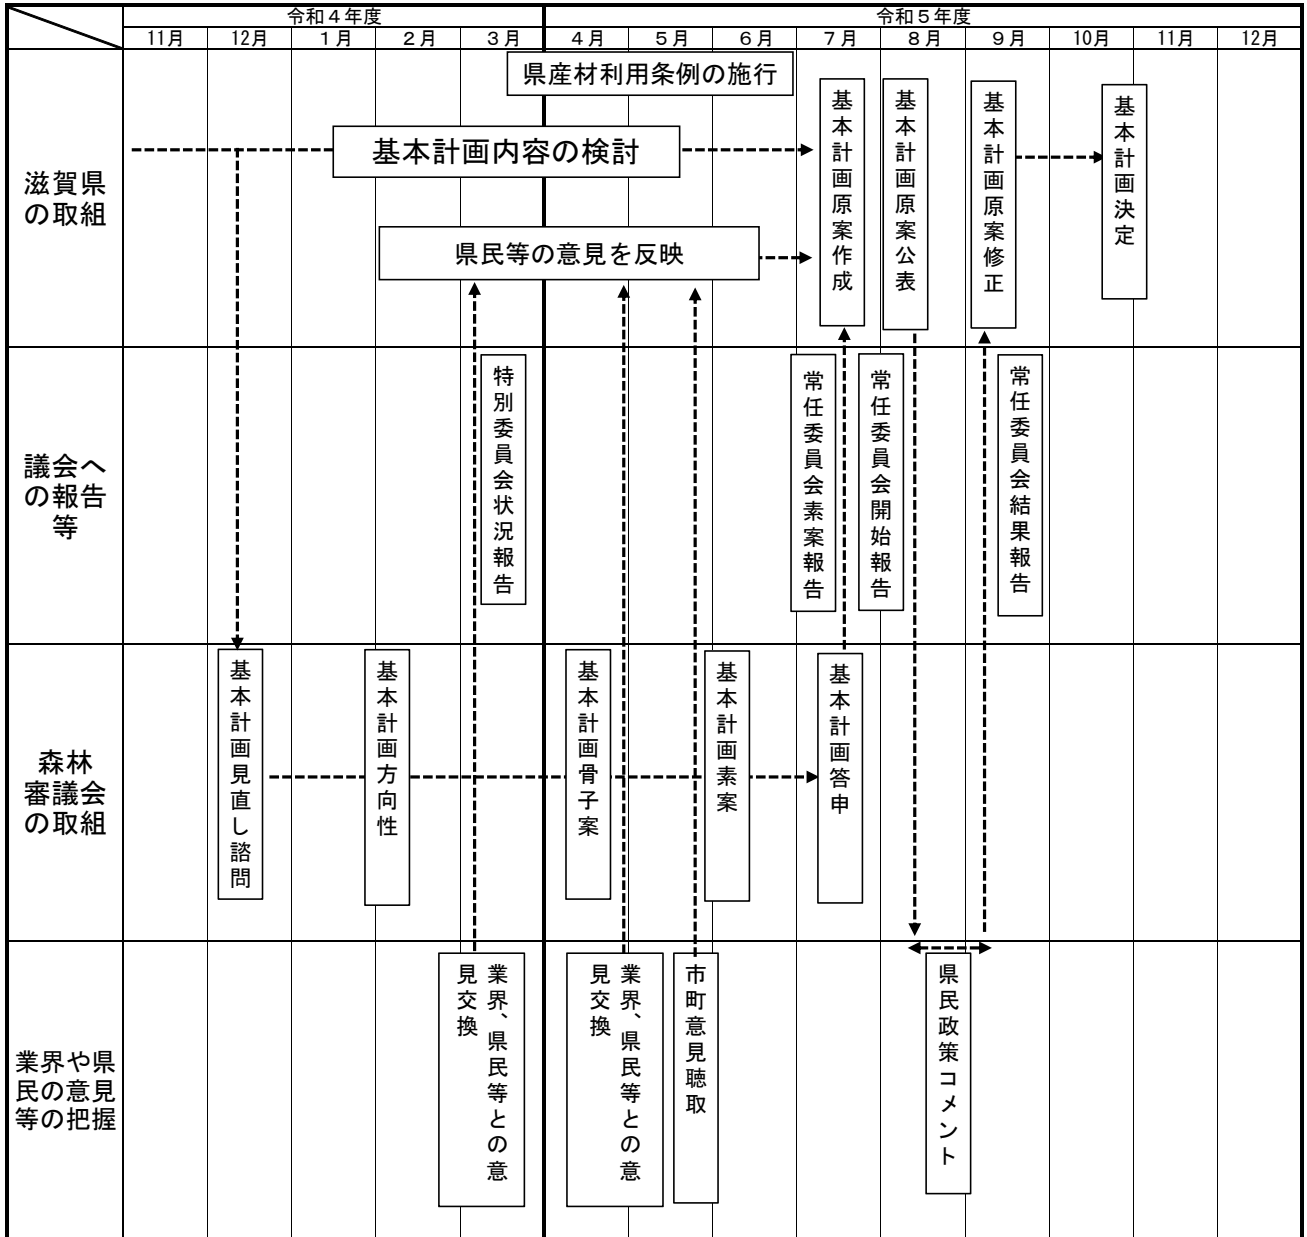 令和４年度
令和５年度
11月
12月
１月
２月
３月
４月
５月
６月
７月
８月
９月
10月
11月
12月
滋賀県
の取組
県産材利用条例の施行
基本計画内容の検討
県民等の意見を反映
基本計画原案作成
基本計画原案公表
基本計画原案修正
基本計画決定
議会へ
の報告
等
特別委員会状況報告
常任委員会素案報告
常任委員会開始報告
常任委員会結果報告
森林
審議会
の取組
基本計画見直し諮問
基本計画方向性
基本計画骨子案
基本計画素案
基本計画答申
業界や県
民の意見
等の把握
業界、県民等との意
見交換
業界、県民等との意
見交換
市町意見聴取
県民政策コメント